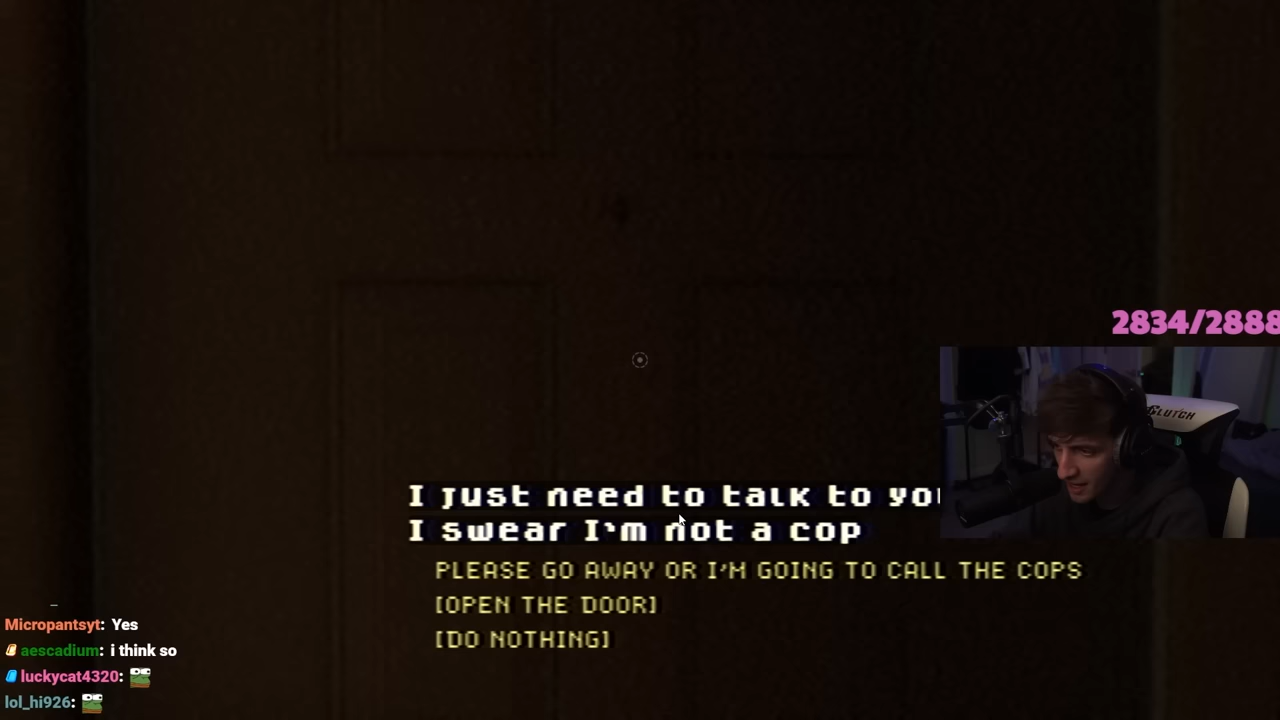 2834/2888
CLUTCH
I just need to talk to
I swear I'm not a cop
PLEASE GO AWAY OR I'M GOING TO CALL THE COPS
[OPEN THE DOOR]
[DO NOTHING]
Micropantsyt: Yes
aescadium: i think so
luckycat4320:
lol_hi926: